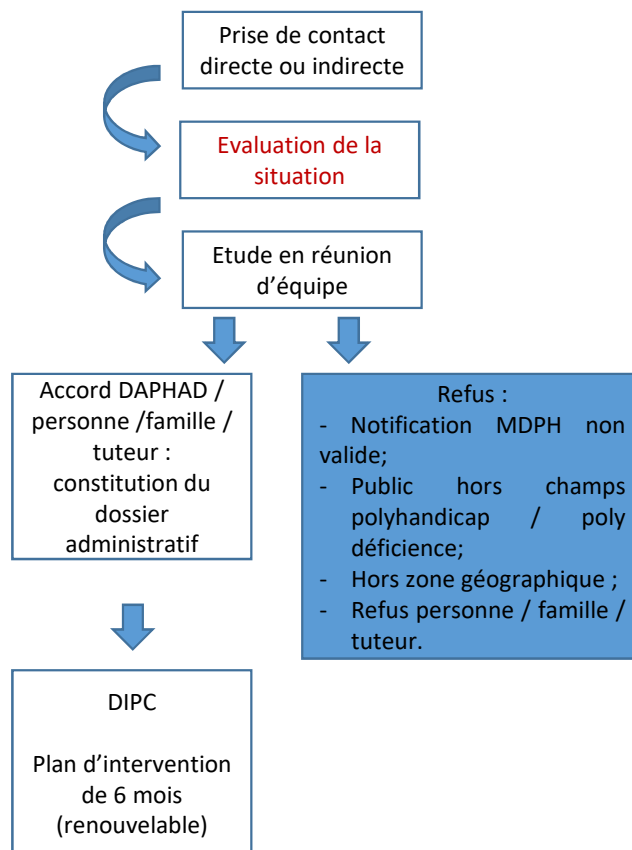 Prise de contact
directe ou indirecte
Evaluation de la
situation
Etude en réunion
d’équipe
Accord DAPHAD /
personne /famille /
tuteur :
constitution du
dossier
administratif
Refus :
- Notification MDPH non
valide;
- Public hors champs
polyhandicap / poly
déficience;
- Hors zone géographique ;
- Refus personne / famille /
tuteur.
DIPC
Plan d’intervention
de 6 mois
(renouvelable)